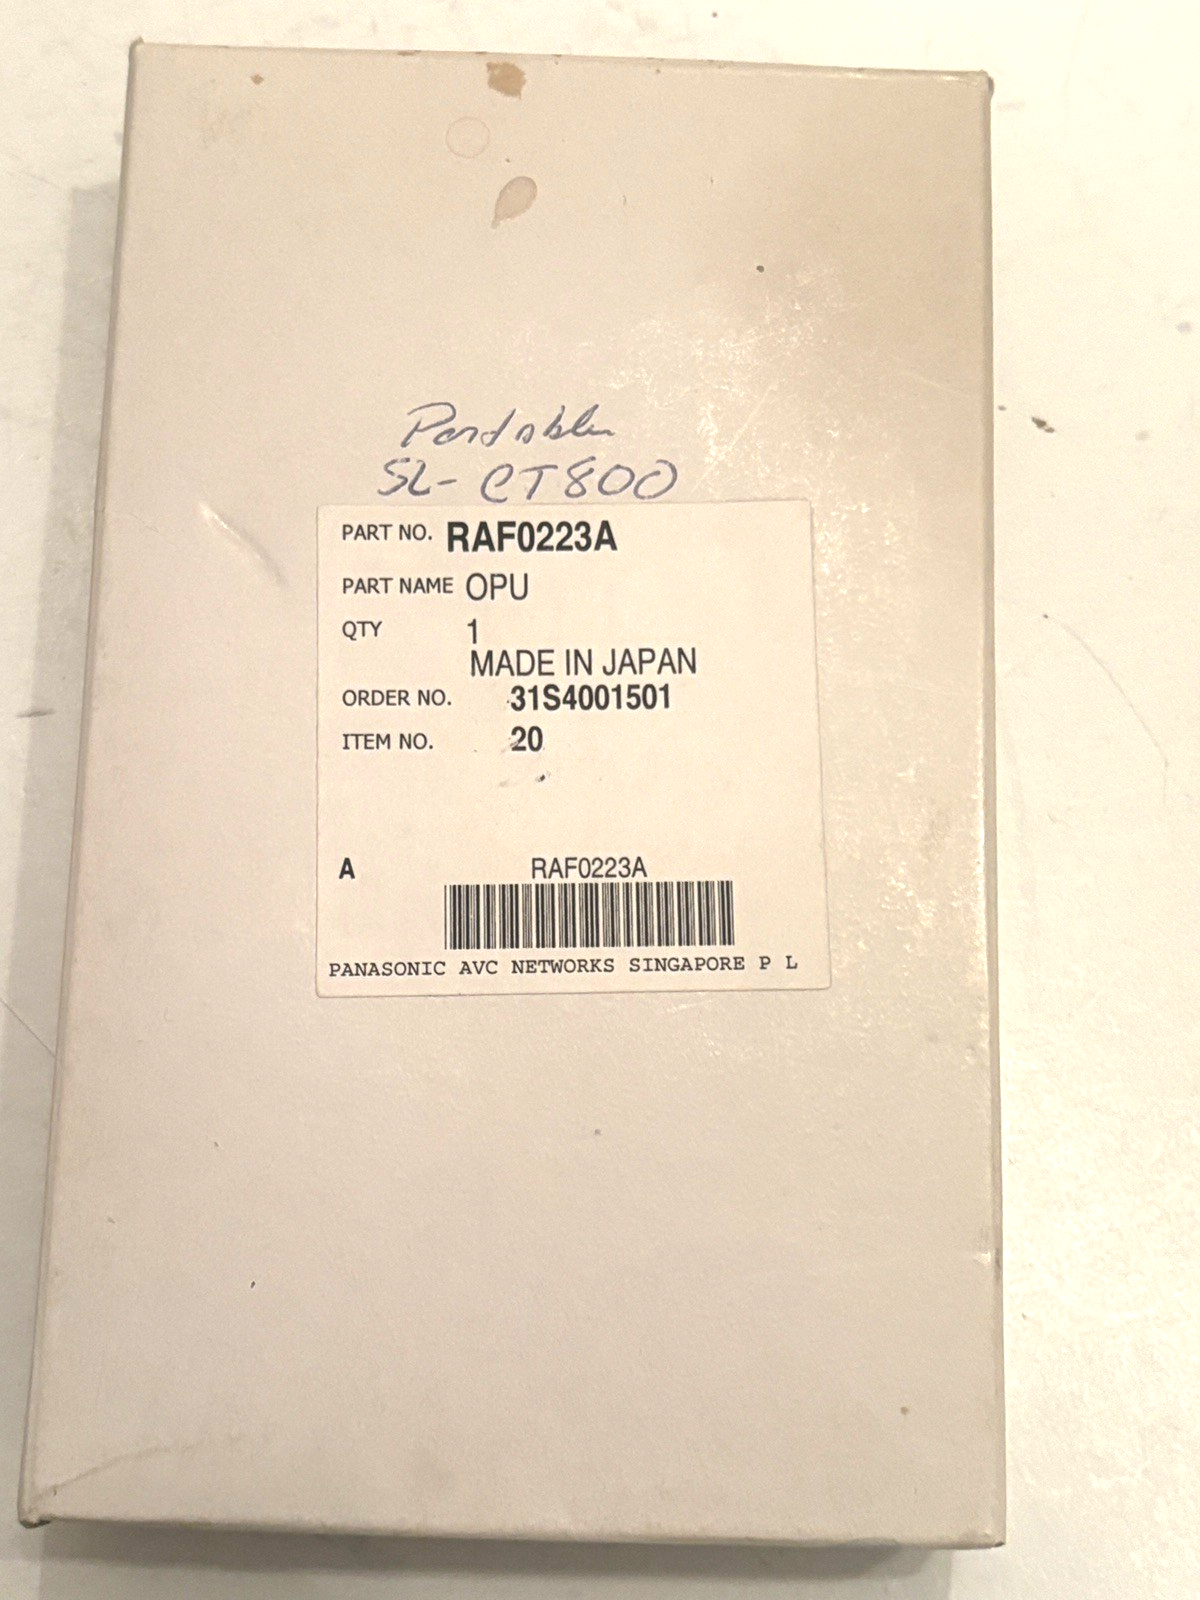 Portable
SL-CT800
PART NO. RAF0223A
PART NAME OPU
QTY 1
MADE IN JAPAN
ORDER NO. 31S4001501
ITEM NO. 20
A RAF0223A
PANASONIC AVC NETWORKS SINGAPORE P L